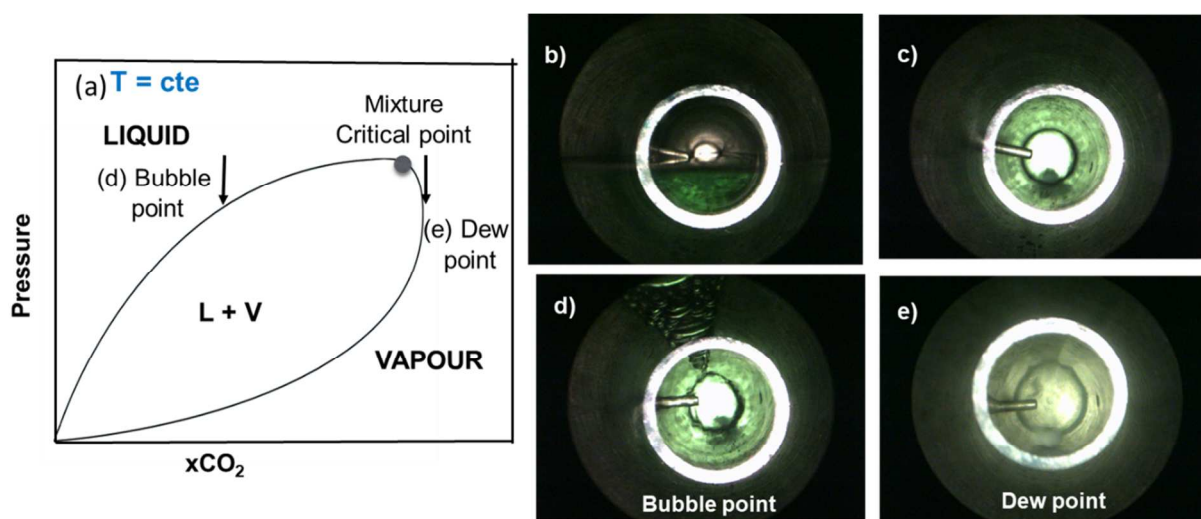 (a) T = cte
LIQUID
Mixture
Critical point
(d) Bubble
point
(e) Dew
point
L + V
VAPOUR
Pressure
xCO₂
b)
c)
d)
Bubble point
e)
Dew point